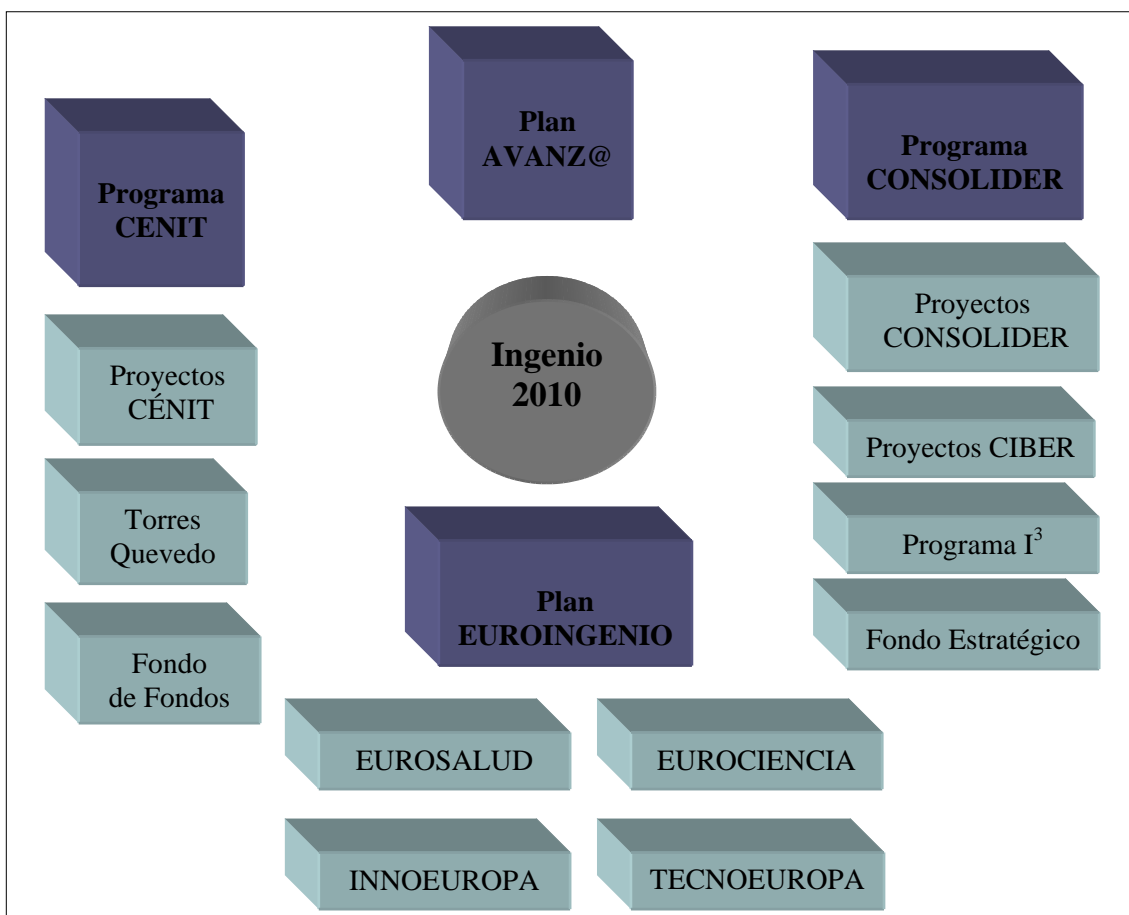 Plan
AVANZ@
Programa
CONSOLIDER
Programa
CENIT
Proyectos
CONSOLIDER
Ingenio
2010
Proyectos
CÉNIT
Proyectos CIBER
Torres
Quevedo
Programa I³
Plan
EUROINGENIO
Fondo Estratégico
Fondo
de Fondos
EUROSALUD
EUROCIENCIA
INNOEUROPA
TECNOEUROPA